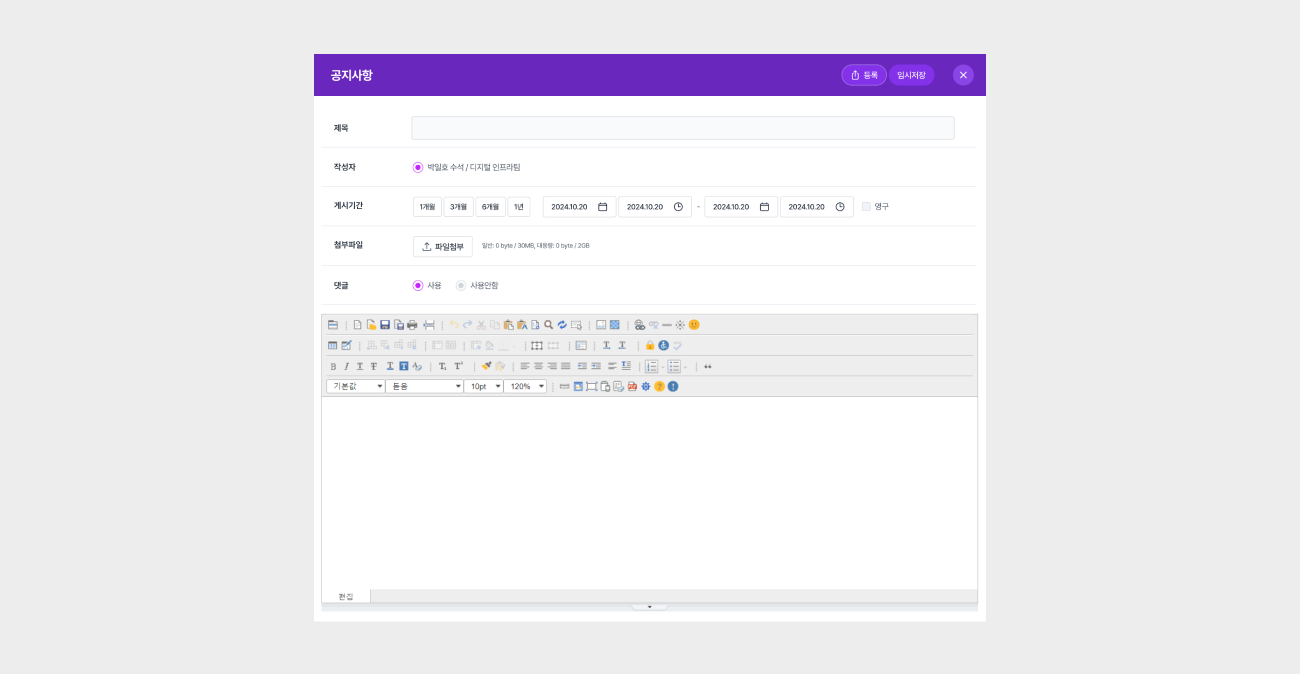 공지사항
등록 임시저장
제목
작성자 박일호 수석 / 디지털 인프라팀
게시기간 1개월 3개월 6개월 1년 2024.10.20 2024.10.20 - 2024.10.20 2024.10.20 영구
첨부파일 파일첨부 일반: 0 byte / 30MB, 대용량: 0 byte / 2GB
댓글 사용 사용안함
기본값 돋움 10pt 120%
편집